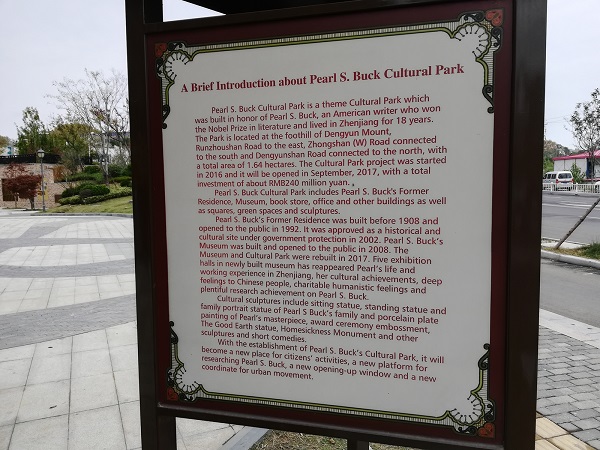 A Brief Introduction about Pearl S. Buck Cultural Park
Pearl S. Buck Cultural Park is a theme Cultural Park which
was built in honor of Pearl S. Buck, an American writer who won
the Nobel Prize in literature and lived in Zhenjiang for 18 years.
The Park is located at the foothill of Dengyun Mount,
Runzhoushan Road to the east, Zhongshan (W) Road connected
to the south and Dengyunshan Road connected to the north, with
a total area of 1.64 hectares. The Cultural Park project was started
in 2016 and it will be opened in September, 2017, with a total
investment of about RMB240 million yuan.,
Pearl S. Buck Cultural Park includes Pearl S. Buck's Former
Residence, Museum, book store, office and other buildings as well
as squares, green spaces and sculptures.
Pearl S. Buck's Former Residence was built before 1908 and
opened to the public in 1992. It was approved as a historical and
cultural site under government protection in 2002. Pearl S. Buck's
Museum was built and opened to the public in 2008. The
Museum and Cultural Park were rebuilt in 2017. Five exhibition
halls in newly built museum has reappeared Pearl's life and
working experience in Zhenjiang, her cultural achievements, deep
feelings to Chinese people, charitable humanistic feelings and
plentiful research achievement on Pearl S. Buck.
Cultural sculptures include sitting statue, standing statue and
family portrait statue of Pearl S Buck's family and porcelain plate
painting of Pearl's masterpiece, award ceremony embossment,
The Good Earth statue, Homesickness Monument and other
sculptures and short comedies.
With the establishment of Pearl S. Buck's Cultural Park, it will
become a new place for citizens' activities, a new platform for
researching Pearl S. Buck, a new opening-up window and a new
coordinate for urban movement.